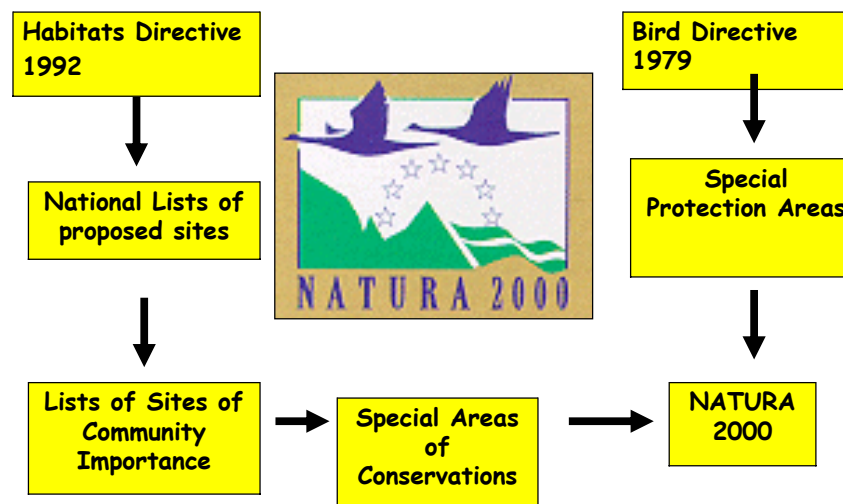 Habitats Directive
1992
Bird Directive
1979
National Lists of
proposed sites
Special
Protection Areas
NATURA 2000
Lists of Sites of
Community
Importance
Special Areas
of
Conservations
NATURA
2000